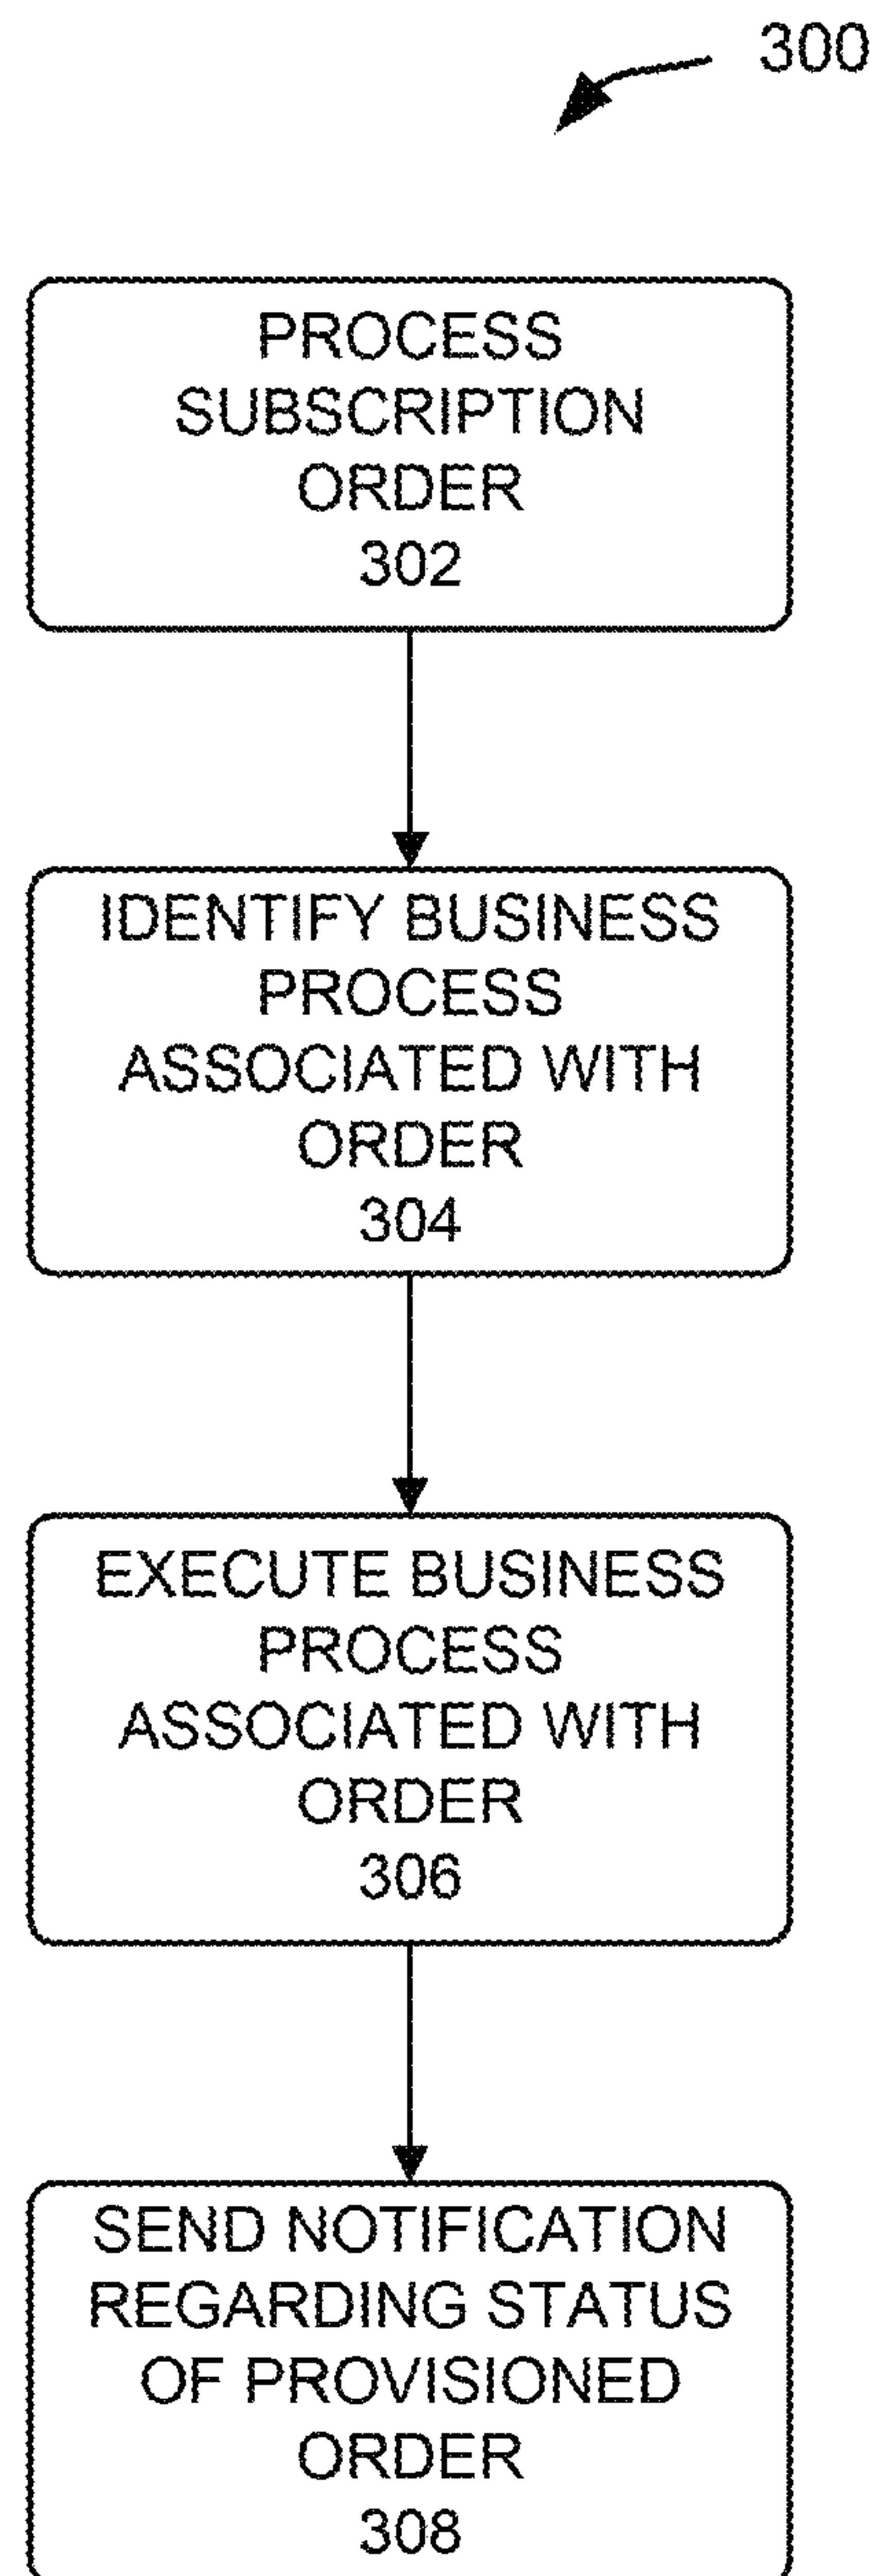 300
PROCESS
SUBSCRIPTION
ORDER
302
IDENTIFY BUSINESS
PROCESS
ASSOCIATED WITH
ORDER
304
EXECUTE BUSINESS
PROCESS
ASSOCIATED WITH
ORDER
306
SEND NOTIFICATION
REGARDING STATUS
OF PROVISIONED
ORDER
308